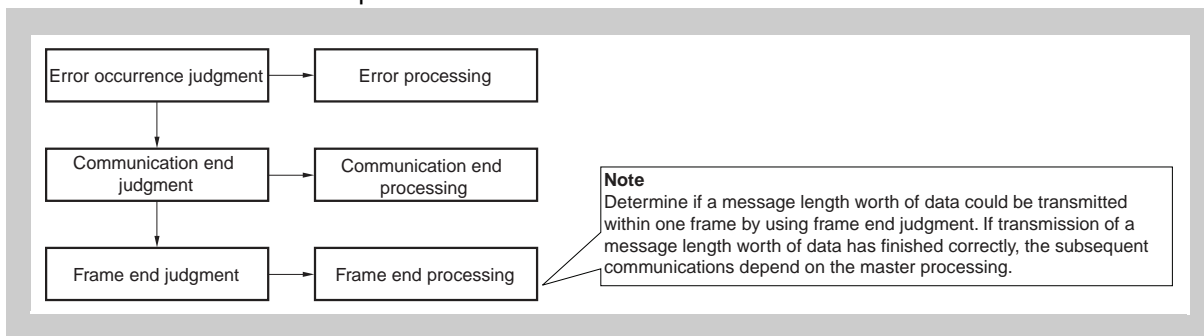 Error occurrence judgment
Error processing
Communication end
judgment
Communication end
processing
Note
Determine if a message length worth of data could be transmitted
within one frame by using frame end judgment. If transmission of a
message length worth of data has finished correctly, the subsequent
communications depend on the master processing.
Frame end judgment
Frame end processing